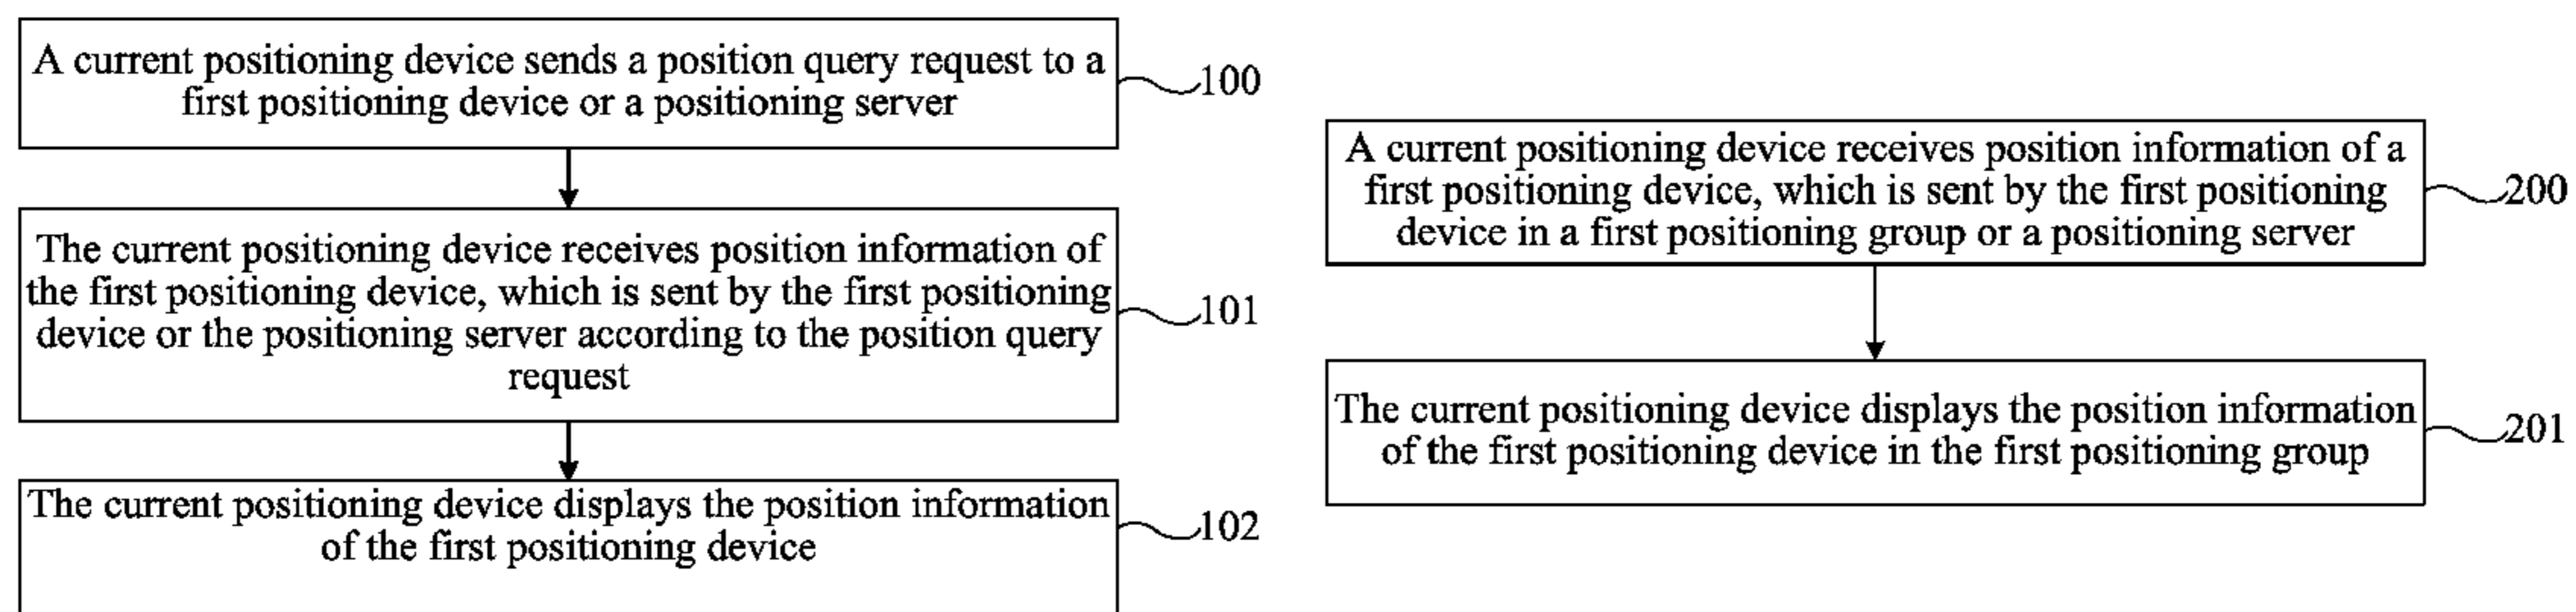 A current positioning device sends a position query request to a
first positioning device or a positioning server
100
The current positioning device receives position information of
the first positioning device, which is sent by the first positioning
device or the positioning server according to the position query
request
101
The current positioning device displays the position information
of the first positioning device
102
A current positioning device receives position information of a
first positioning device, which is sent by the first positioning
device in a first positioning group or a positioning server
200
The current positioning device displays the position information
of the first positioning device in the first positioning group
201